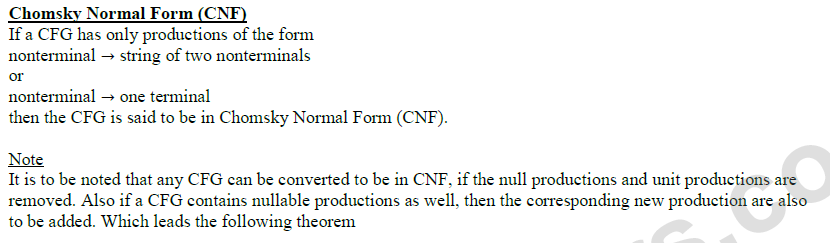 Chomsky Normal Form (CNF)
If a CFG has only productions of the form
nonterminal → string of two nonterminals
or
nonterminal → one terminal
then the CFG is said to be in Chomsky Normal Form (CNF).
Note
It is to be noted that any CFG can be converted to be in CNF, if the null productions and unit productions are
removed. Also if a CFG contains nullable productions as well, then the corresponding new production are also
to be added. Which leads the following theorem
s.co